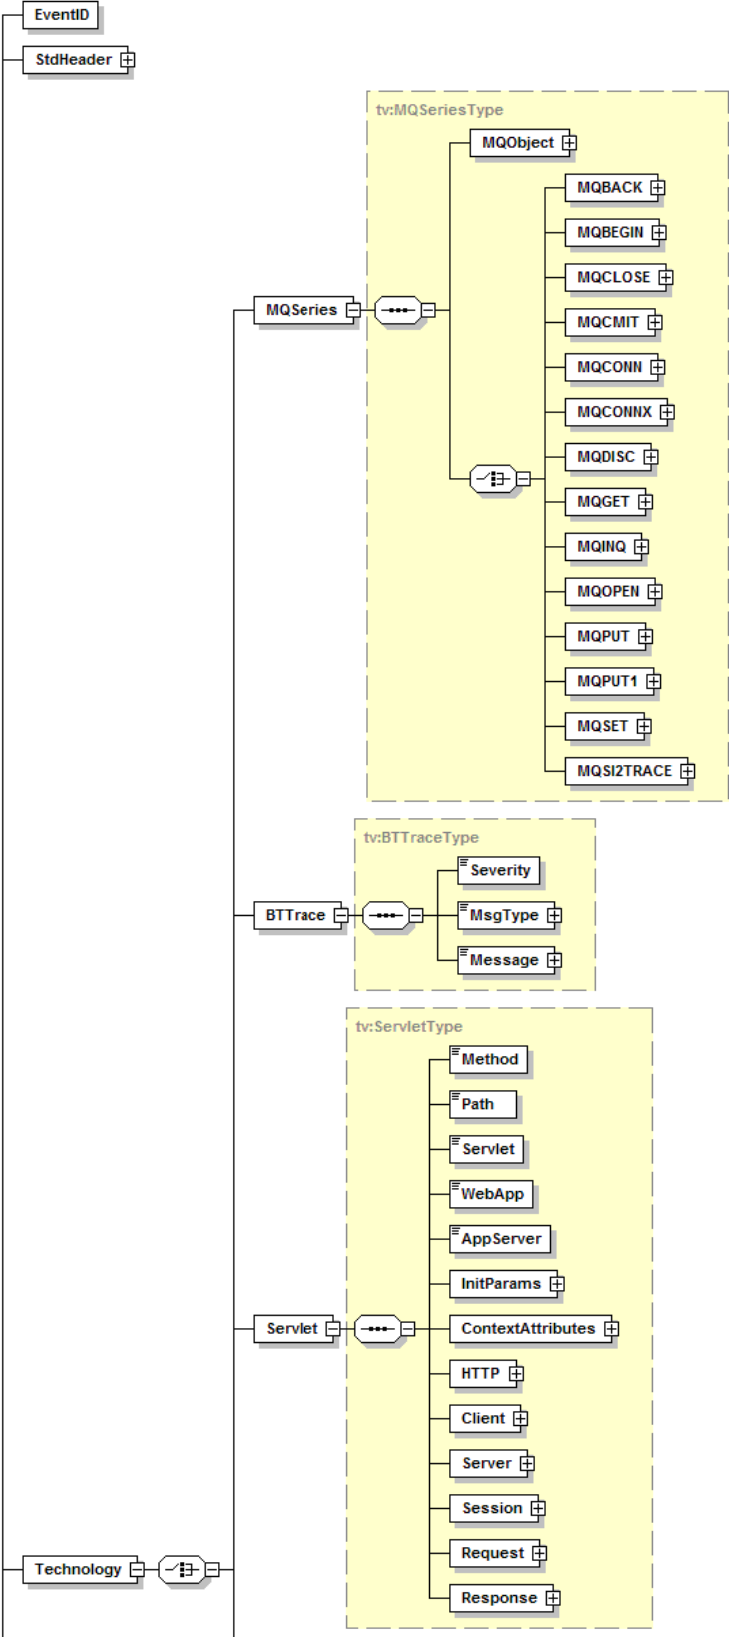 EventID
StdHeader
tv:MQSeriesType
MQObject
MQBACK
MQBEGIN
MQCLOSE
MQSeries
MQCMIT
MQCONN
MQCONNX
MQDISC
MQGET
MQINQ
MQOPEN
MQPUT
MQPUT1
MQSET
MQSI2TRACE
tv:BTTraceType
Severity
BTTrace
MsgType
Message
tv:ServletType
Method
Path
Servlet
WebApp
AppServer
InitParams
Servlet
ContextAttributes
HTTP
Client
Server
Session
Request
Technology
Response